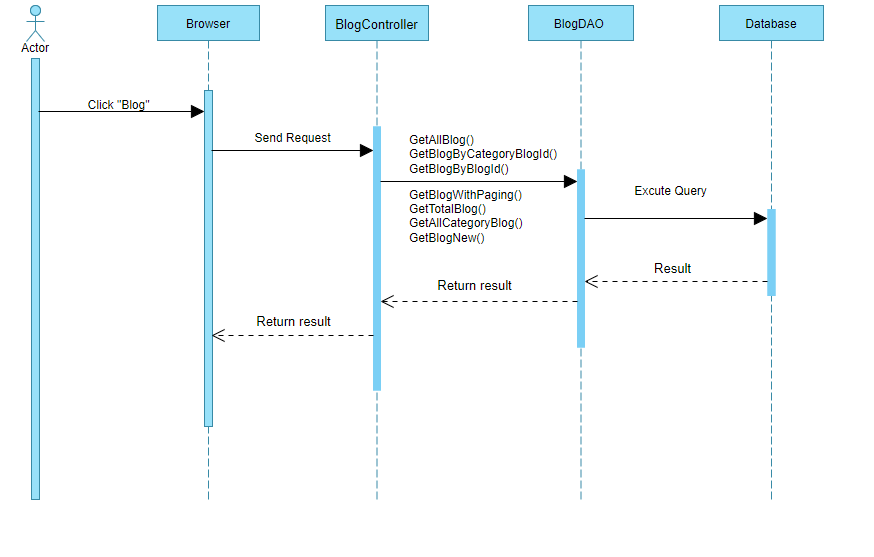 Actor
Browser
BlogController
BlogDAO
Database
Click "Blog"
Send Request
GetAllBlog()
GetBlogByCategoryBlogId()
GetBlogByBlogId()
GetBlogWithPaging()
GetTotalBlog()
GetAllCategoryBlog()
GetBlogNew()
Excute Query
Result
Return result
Return result